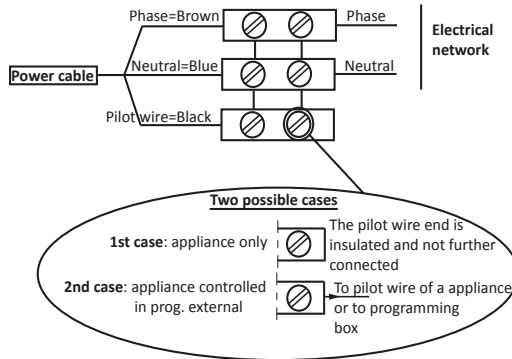 Phase=Brown
Phase
Electrical
network
Power cable
Neutral=Blue
Neutral
Pilot wire=Black
Two possible cases
1st case: appliance only
The pilot wire end is
insulated and not further
connected
2nd case: appliance controlled
in prog. external
To pilot wire of a appliance
or to programming
box